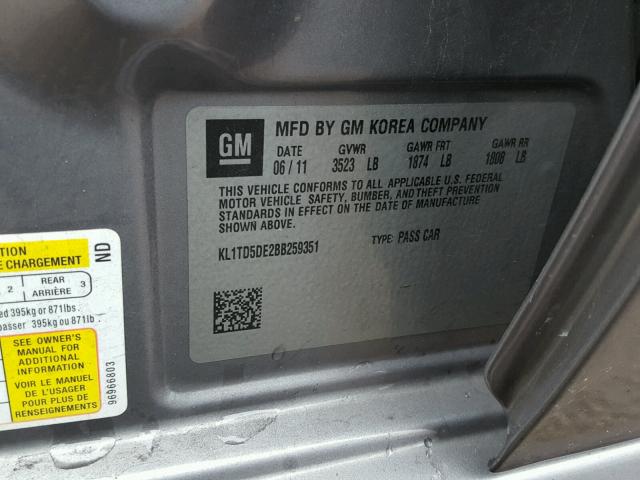 GM
MFD BY GM KOREA COMPANY
DATE GVWR GAWR FRT GAWR RR
06/11 3523 LB 1874 LB 1808 LB
THIS VEHICLE CONFORMS TO ALL APPLICABLE U.S. FEDERAL
MOTOR VEHICLE SAFETY, BUMPER, AND THEFT PREVENTION
STANDARDS IN EFFECT ON THE DATE OF MANUFACTURE
SHOWN ABOVE.
KL1TD5DE2BB259351 TYPE: PASS CAR
E CHARGEMENT
ND
2 REAR
ARRIÈRE 3
395kg or 871lbs.
395kg ou 871lb.
SEE OWNER'S
MANUAL FOR
ADDITIONAL
INFORMATION
VOIR LE MANUEL
DE L'USAGER
POUR PLUS DE
RENSEIGNEMENTS
96966803